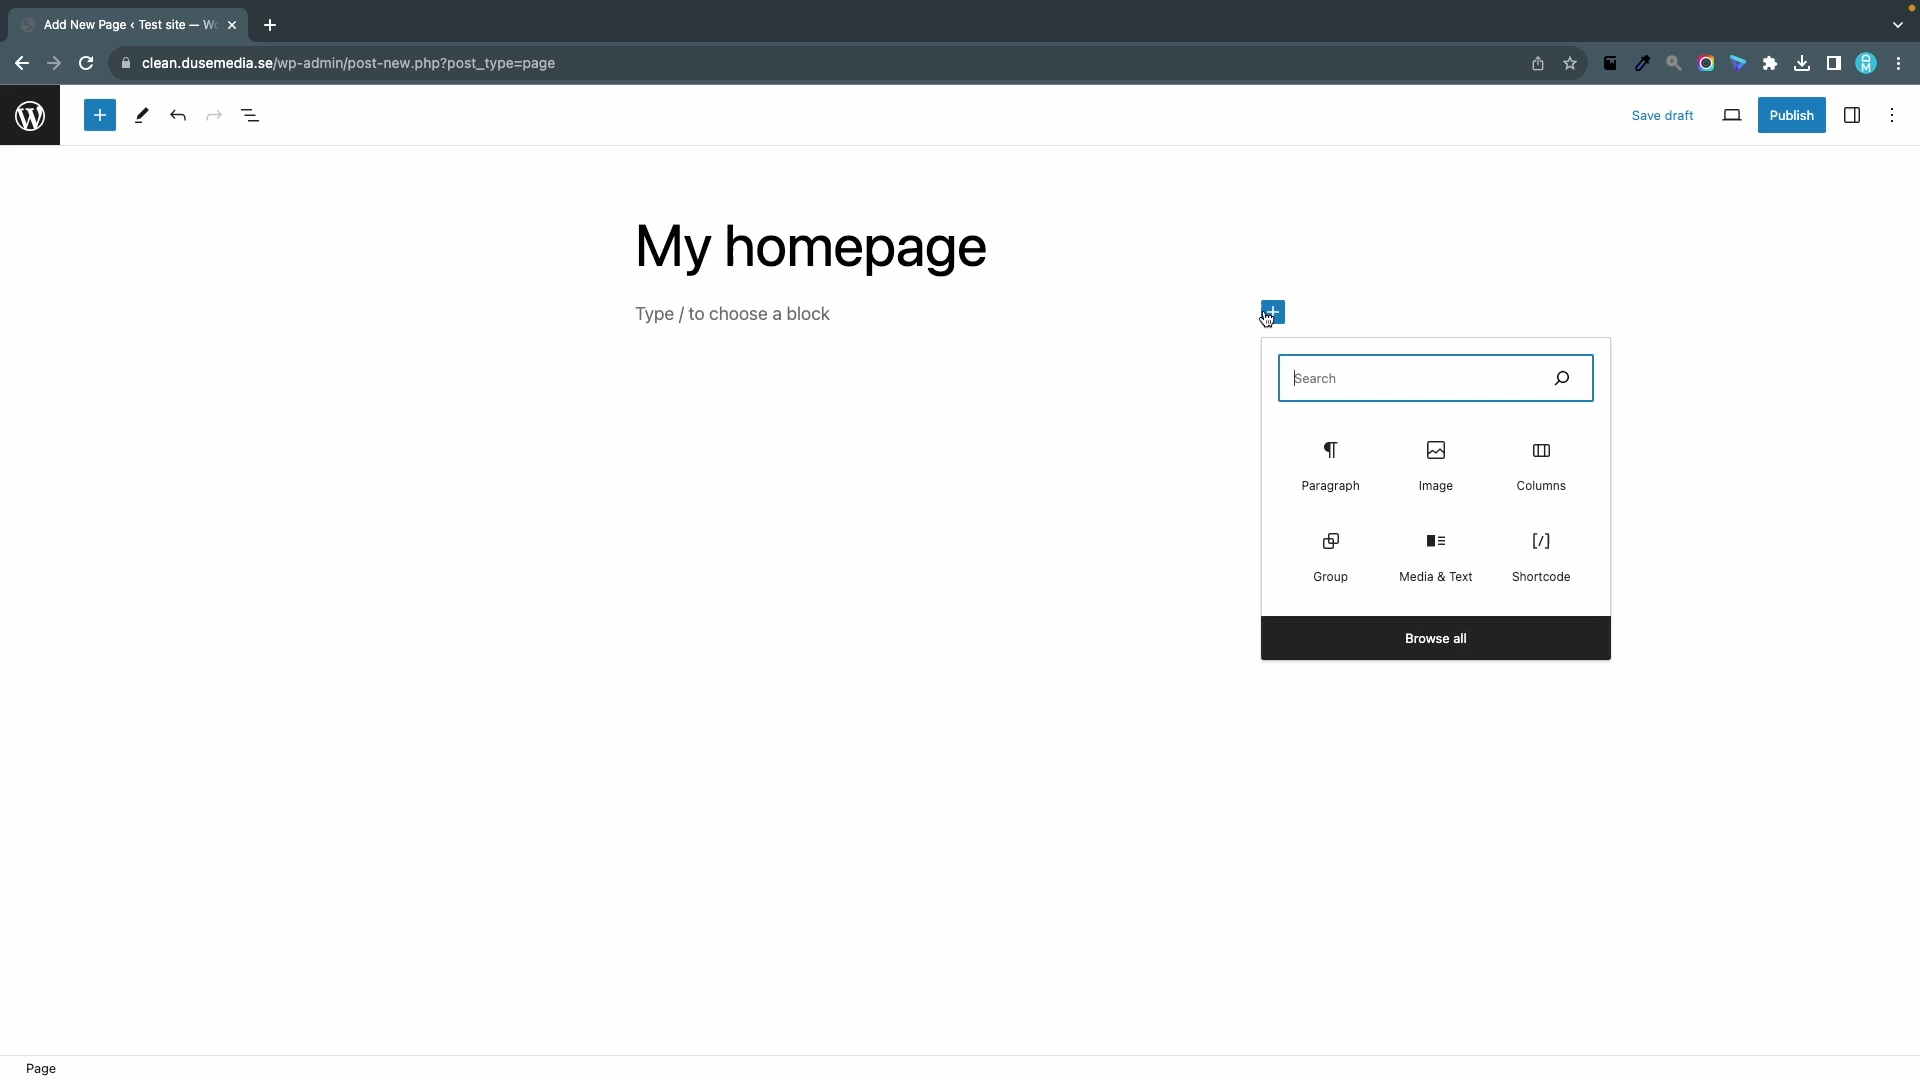 Add New Page ‹ Test site — Wo
clean.dusemedia.se/wp-admin/post-new.php?post_type=page
Save draft
Publish
My homepage
Type / to choose a block
Search
Paragraph
Image
Columns
Group
Media & Text
Shortcode
Browse all
Page